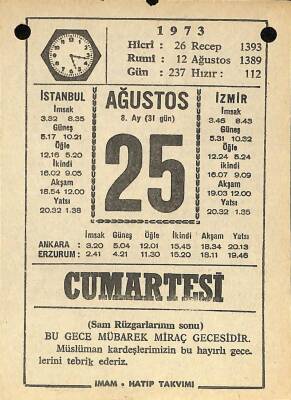 1973
Hicri : 26 Recep 1393
Rumi : 12 Ağustos 1389
Gün : 237 Hızır : 112
İSTANBUL
İmsak
3.32 8.35
Güneş
5.17 10.21
Öğle
12.16 5.20
İkindi
16.02 9.05
Akşam
18.54 12.00
Yatsı
20.32 1.38
AĞUSTOS
8. Ay (31 gün)
25
İZMİR
İmsak
3.46 8.43
Güneş
5.31 10.32
Öğle
12.24 5.24
ikindi
16.07 9.09
Akşam
19.03 12.00
Yatsı
20.32 1.35
İmsak Güneş Öğle İkindi Akşam Yatsı
ANKARA : 3.20 5.04 12.01 15.45 18.34 20.13
ERZURUM : 2.41 4.21 11.30 15.20 18.11 19.46
CUMARTESİ
(Sam Rüzgarlarının sonu)
BU GECE MÜBAREK MİRAÇ GECESİDİR.
Müslüman kardeşlerimizin bu hayırlı gece.
lerini tebrik ederiz.
İMAM • HATİP TAKVİMİ